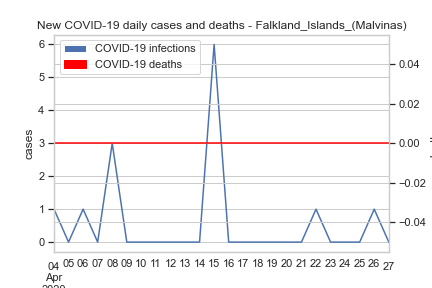 New COVID-19 daily cases and deaths - Falkland_Islands_(Malvinas)
COVID-19 infections
COVID-19 deaths
6
5
4
3
2
1
0
cases
0.04
0.02
0.00
−0.02
−0.04
04 05 06 07 08 09 10 11 12 13 14 15 16 17 18 19 20 21 22 23 24 25 26 27
Apr